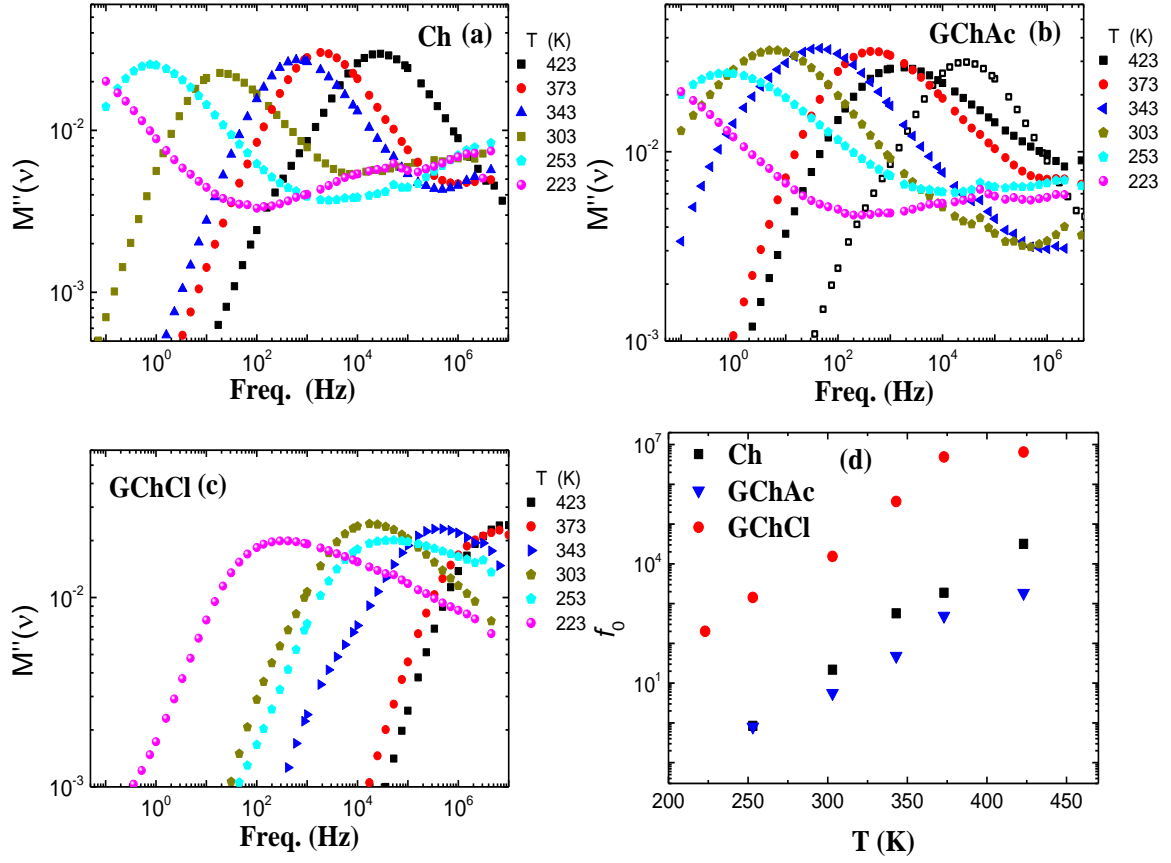 Ch (a)
T (K)
423
373
343
303
253
223
M''(ν)
10⁻²
10⁻³
10⁰ 10² 10⁴ 10⁶
Freq. (Hz)
GChAc (b)
T (K)
423
373
343
303
253
223
M''(ν)
10⁻²
10⁻³
10⁰ 10² 10⁴ 10⁶
Freq. (Hz)
GChCl (c)
T (K)
423
373
343
303
253
223
M''(ν)
10⁻²
10⁻³
10⁰ 10² 10⁴ 10⁶
Freq. (Hz)
(d)
Ch
GChAc
GChCl
f₀
10⁷
10⁴
10¹
200 250 300 350 400 450
T (K)